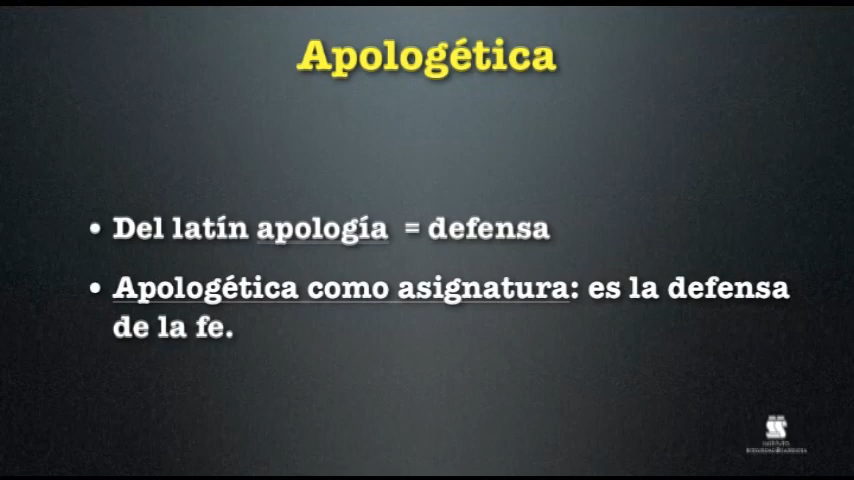 Apologética
• Del latín apología = defensa
• Apologética como asignatura: es la defensa
de la fe.